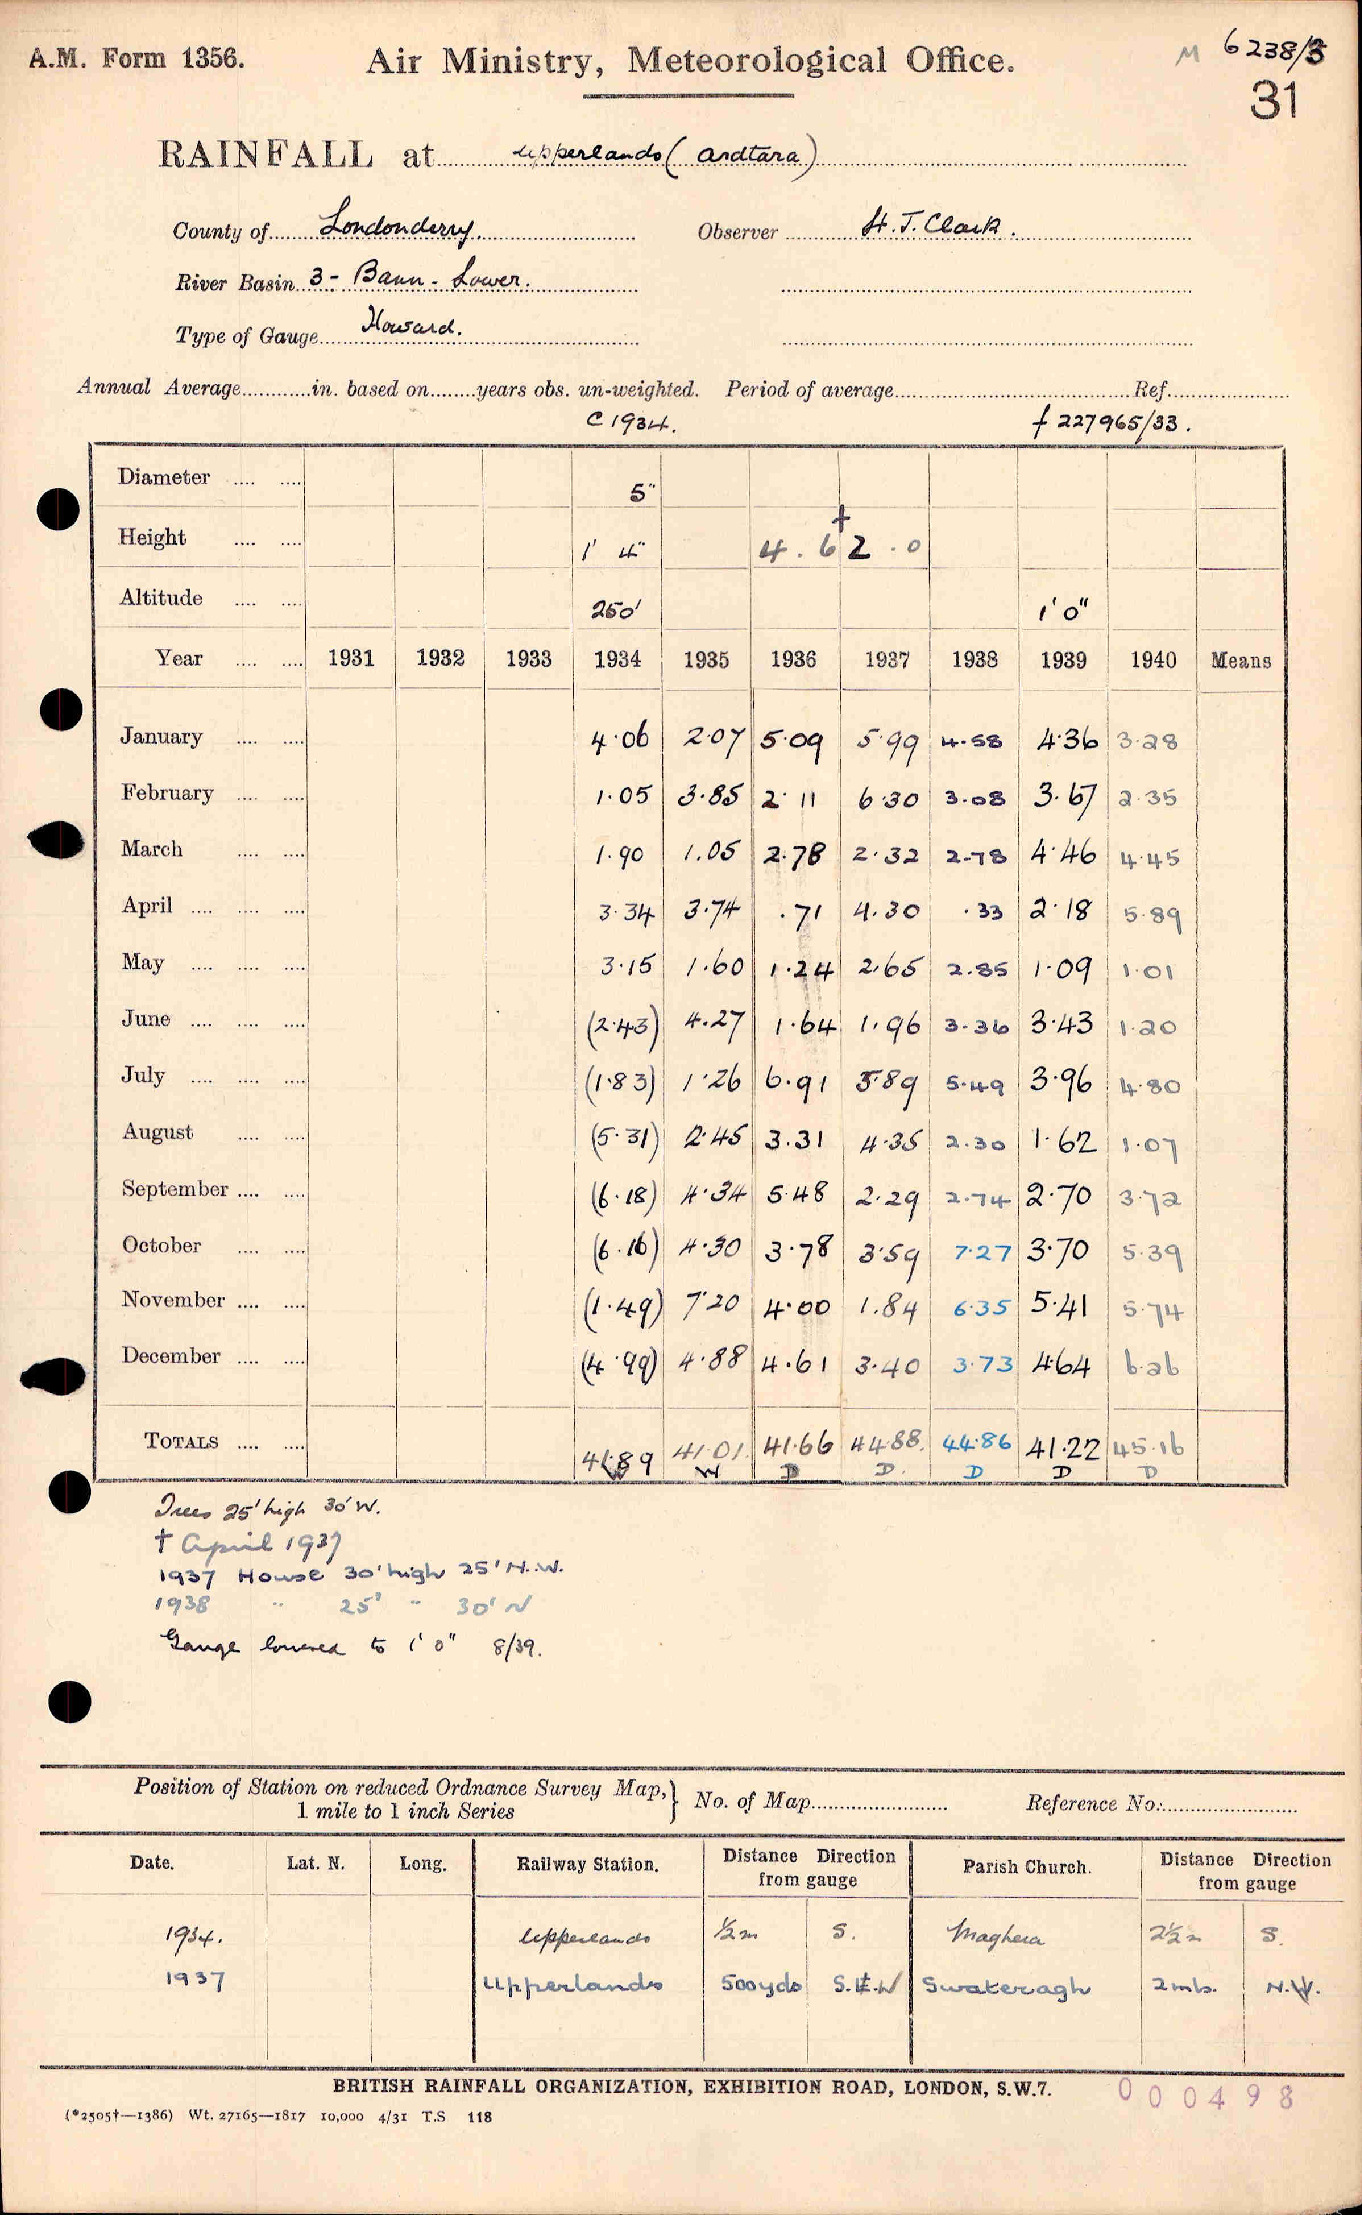 A.M. Form 1356.
Air Ministry, Meteorological Office.
M 6238/3
31
RAINFALL at Upperlands (Ardtara)
County of Londonderry. Observer H. J. Clark.
River Basin 3 - Bann - Lower.
Type of Gauge Howard.
Annual Average............in. based on........years obs. un-weighted. Period of average..............................Ref.....................
C 1934. f 227965/33.
Diameter .... .... 5"
Height .... .... 1' 4" 4.6 † 2.0
Altitude .... .... 250' 1' 0"
Year .... .... 1931 1932 1933 1934 1935 1936 1937 1938 1939 1940 Means
January .... .... 4.06 2.07 5.09 5.99 4.58 4.36 3.28
February .... .... 1.05 3.85 2.11 6.30 3.08 3.67 2.35
March .... .... 1.90 1.05 2.78 2.32 2.78 4.46 4.45
April .... .... .... 3.34 3.74 .71 4.30 .33 2.18 5.89
May .... .... .... 3.15 1.60 1.24 2.65 2.85 1.09 1.01
June .... .... .... (2.43) 4.27 1.64 1.96 3.36 3.43 1.20
July .... .... .... (1.83) 1.26 6.91 5.89 5.49 3.96 4.80
August .... .... (5.31) 2.45 3.31 4.35 2.30 1.62 1.07
September .... .... (6.18) 4.34 5.48 2.29 2.74 2.70 3.72
October .... .... (6.16) 4.30 3.78 3.59 7.27 3.70 5.39
November .... .... (1.49) 7.20 4.00 1.84 6.35 5.41 5.74
December .... .... (4.99) 4.88 4.61 3.40 3.73 4.64 6.26
TOTALS .... .... 41.89 41.01 41.66 44.88 44.86 41.22 45.16
W W D D. D D D
Trees 25' high 30' W.
† April 1937
1937 House 30' high 25' N.W.
1938 " 25' " 30' N
Gauge lowered to 1' 0" 8/39.
Position of Station on reduced Ordnance Survey Map, 1 mile to 1 inch Series } No. of Map........................ Reference No........................
Date. Lat. N. Long. Railway Station. Distance Direction from gauge Parish Church. Distance Direction from gauge
1934. Upperlands ½ m S. Maghera 2½ m S.
1937 Upperlands 500 yds S. Swateragh 2 mls. N.W.
BRITISH RAINFALL ORGANIZATION, EXHIBITION ROAD, LONDON, S.W.7.
000498
(*2505†—1386) Wt. 27165—1817 10,000 4/31 T.S 118